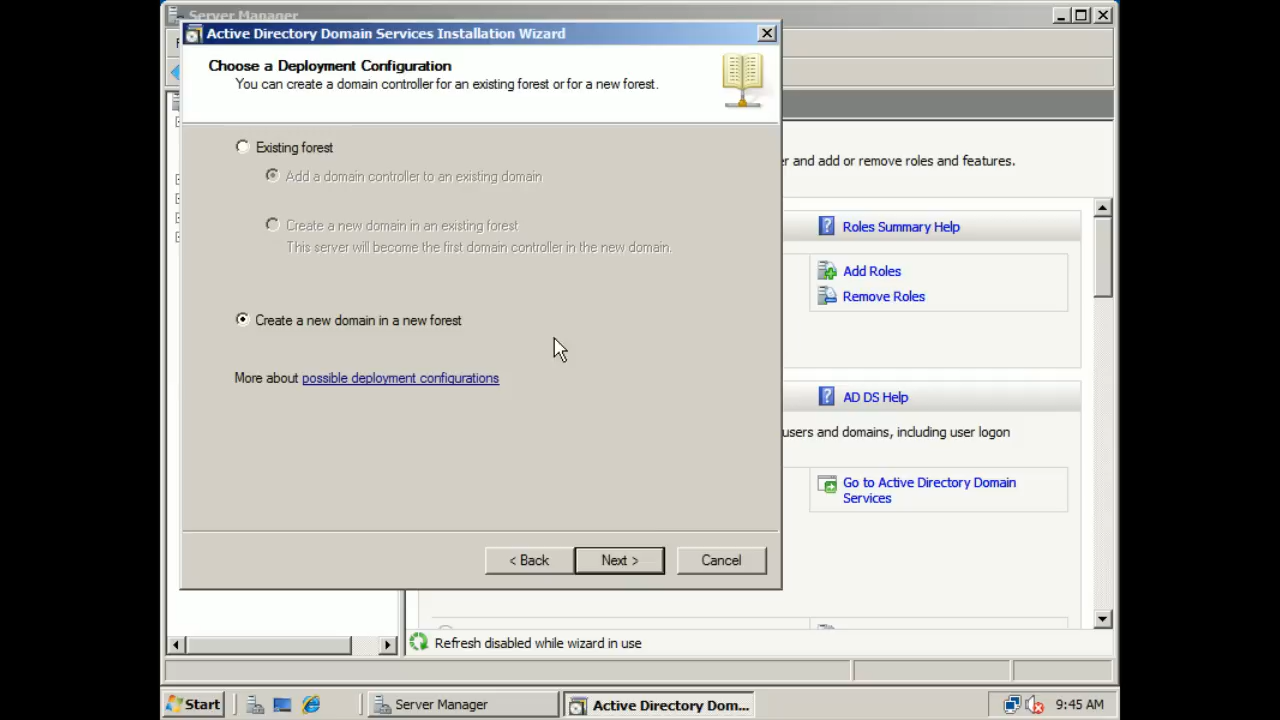 Server Manager
Active Directory Domain Services Installation Wizard
Choose a Deployment Configuration
You can create a domain controller for an existing forest or for a new forest.
Existing forest
Add a domain controller to an existing domain
Create a new domain in an existing forest
This server will become the first domain controller in the new domain.
Create a new domain in a new forest
More about possible deployment configurations
< Back
Next >
Cancel
and add or remove roles and features.
Roles Summary Help
Add Roles
Remove Roles
AD DS Help
users and domains, including user logon
Go to Active Directory Domain
Services
Refresh disabled while wizard in use
Start
Server Manager
Active Directory Dom...
9:45 AM